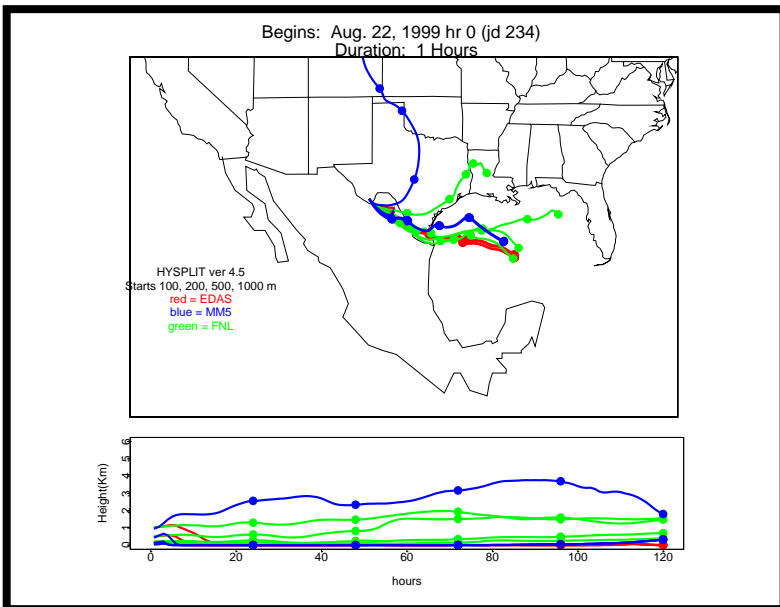 Begins:  Aug. 22, 1999 hr 0 (jd 234)
Duration:  1 Hours
HYSPLIT ver 4.5
Starts 100, 200, 500, 1000 m
red = EDAS
blue = MM5
green = FNL
Height(Km)
6
5
4
3
2
1
0
0 20 40 60 80 100 120
hours